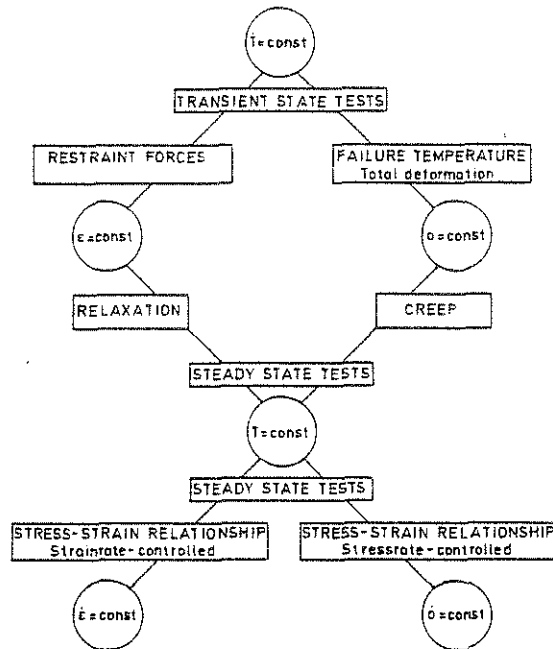 Ṫ=const
TRANSIENT STATE TESTS
RESTRAINT FORCES
FAILURE TEMPERATURE
Total deformation
ε=const
σ=const
RELAXATION
CREEP
STEADY STATE TESTS
T=const
STEADY STATE TESTS
STRESS-STRAIN RELATIONSHIP
Strainrate-controlled
STRESS-STRAIN RELATIONSHIP
Stressrate-controlled
ε̇=const
σ̇=const